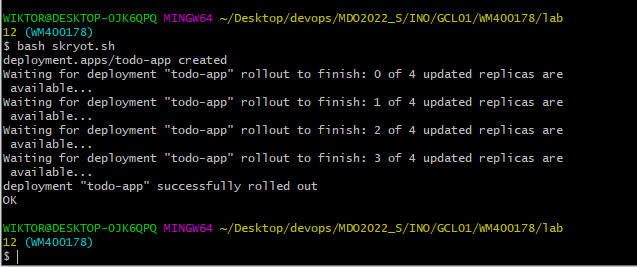 WIKTOR@DESKTOP-OJK6QPQ MINGW64 ~/Desktop/devops/MDO2022_S/INO/GCL01/WM400178/lab
12 (WM400178)
$ bash skryot.sh
deployment.apps/todo-app created
Waiting for deployment "todo-app" rollout to finish: 0 of 4 updated replicas are
 available...
Waiting for deployment "todo-app" rollout to finish: 1 of 4 updated replicas are
 available...
Waiting for deployment "todo-app" rollout to finish: 2 of 4 updated replicas are
 available...
Waiting for deployment "todo-app" rollout to finish: 3 of 4 updated replicas are
 available...
deployment "todo-app" successfully rolled out
OK
WIKTOR@DESKTOP-OJK6QPQ MINGW64 ~/Desktop/devops/MDO2022_S/INO/GCL01/WM400178/lab
12 (WM400178)
$